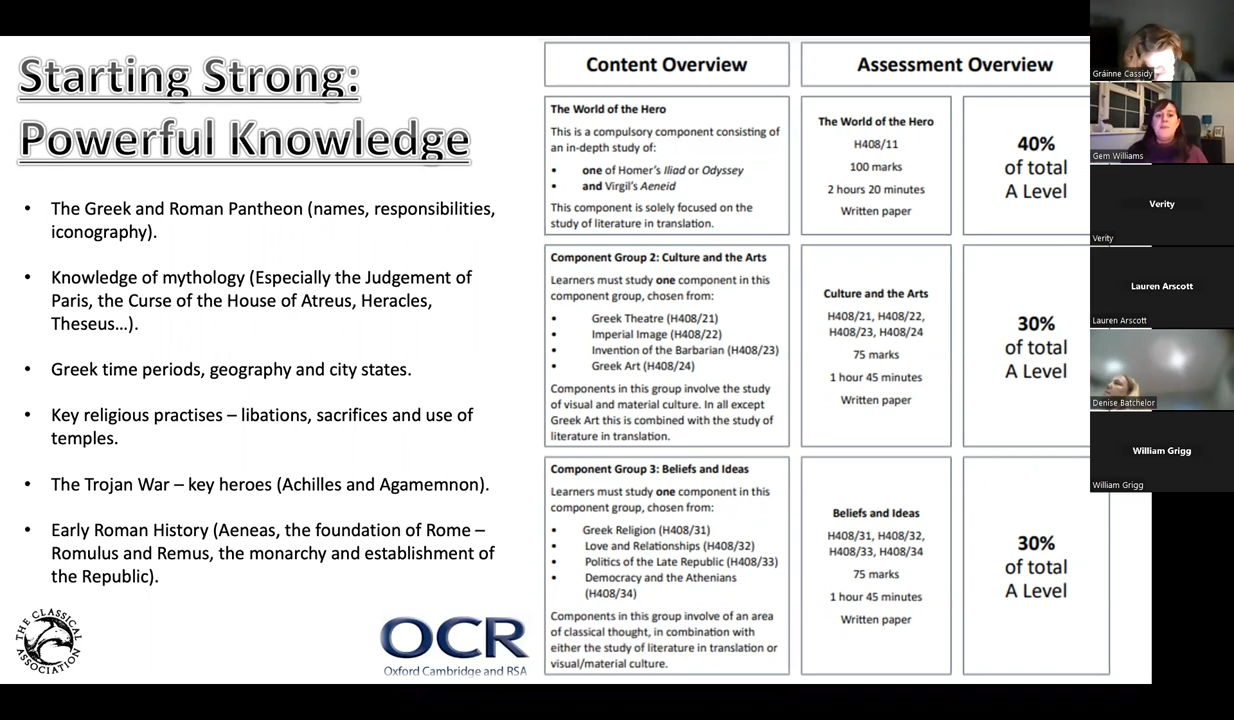 Starting Strong:
Powerful Knowledge
• The Greek and Roman Pantheon (names, responsibilities,
iconography).
• Knowledge of mythology (Especially the Judgement of
Paris, the Curse of the House of Atreus, Heracles,
Theseus…).
• Greek time periods, geography and city states.
• Key religious practises – libations, sacrifices and use of
temples.
• The Trojan War – key heroes (Achilles and Agamemnon).
• Early Roman History (Aeneas, the foundation of Rome –
Romulus and Remus, the monarchy and establishment of
the Republic).
THE CLASSICAL
ASSOCIATION
OCR
Oxford Cambridge and RSA
Content Overview
Assessment Overview
The World of the Hero
This is a compulsory component consisting of
an in-depth study of:
• one of Homer's Iliad or Odyssey
• and Virgil's Aeneid
This component is solely focused on the
study of literature in translation.
The World of the Hero
H408/11
100 marks
2 hours 20 minutes
Written paper
40%
of total
A Level
Component Group 2: Culture and the Arts
Learners must study one component in this
component group, chosen from:
• Greek Theatre (H408/21)
• Imperial Image (H408/22)
• Invention of the Barbarian (H408/23)
• Greek Art (H408/24)
Components in this group involve the study
of visual and material culture. In all except
Greek Art this is combined with the study of
literature in translation.
Culture and the Arts
H408/21, H408/22,
H408/23, H408/24
75 marks
1 hour 45 minutes
Written paper
30%
of total
A Level
Component Group 3: Beliefs and Ideas
Learners must study one component in this
component group, chosen from:
• Greek Religion (H408/31)
• Love and Relationships (H408/32)
• Politics of the Late Republic (H408/33)
• Democracy and the Athenians
(H408/34)
Components in this group involve of an area
of classical thought, in combination with
either the study of literature in translation or
visual/material culture.
Beliefs and Ideas
H408/31, H408/32,
H408/33, H408/34
75 marks
1 hour 45 minutes
Written paper
30%
of total
A Level
Gráinne Cassidy
Gem Williams
Verity
Verity
Lauren Arscott
Lauren Arscott
Denise Batchelor
William Grigg
William Grigg